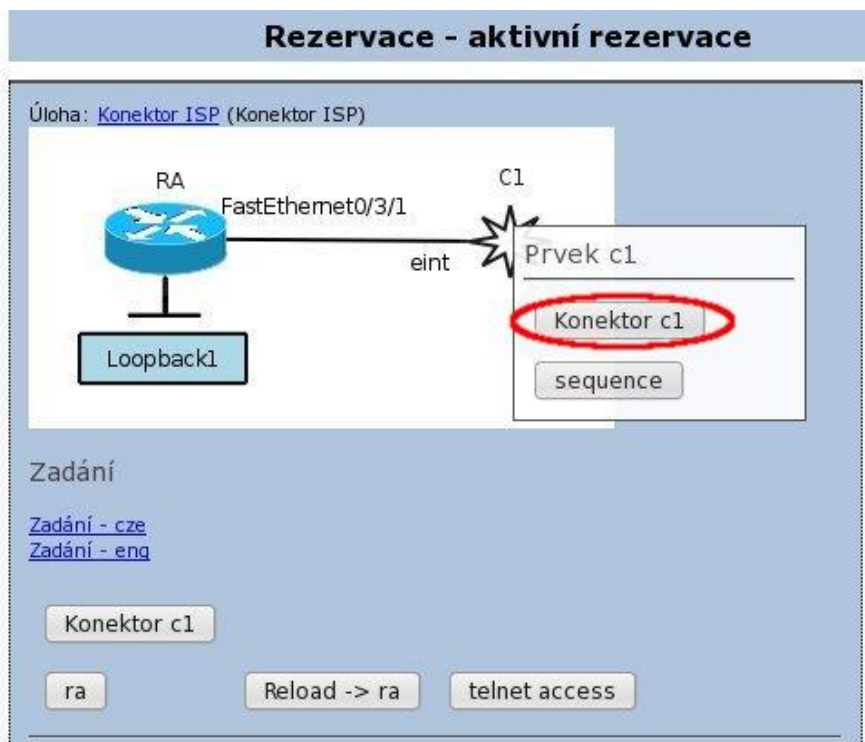 Rezervace - aktivní rezervace
Úloha: Konektor ISP (Konektor ISP)
RA
FastEthernet0/3/1
C1
eint
Prvek c1
Konektor c1
sequence
Loopback1
Zadání
Zadání - cze
Zadání - eng
Konektor c1
ra
Reload -> ra
telnet access